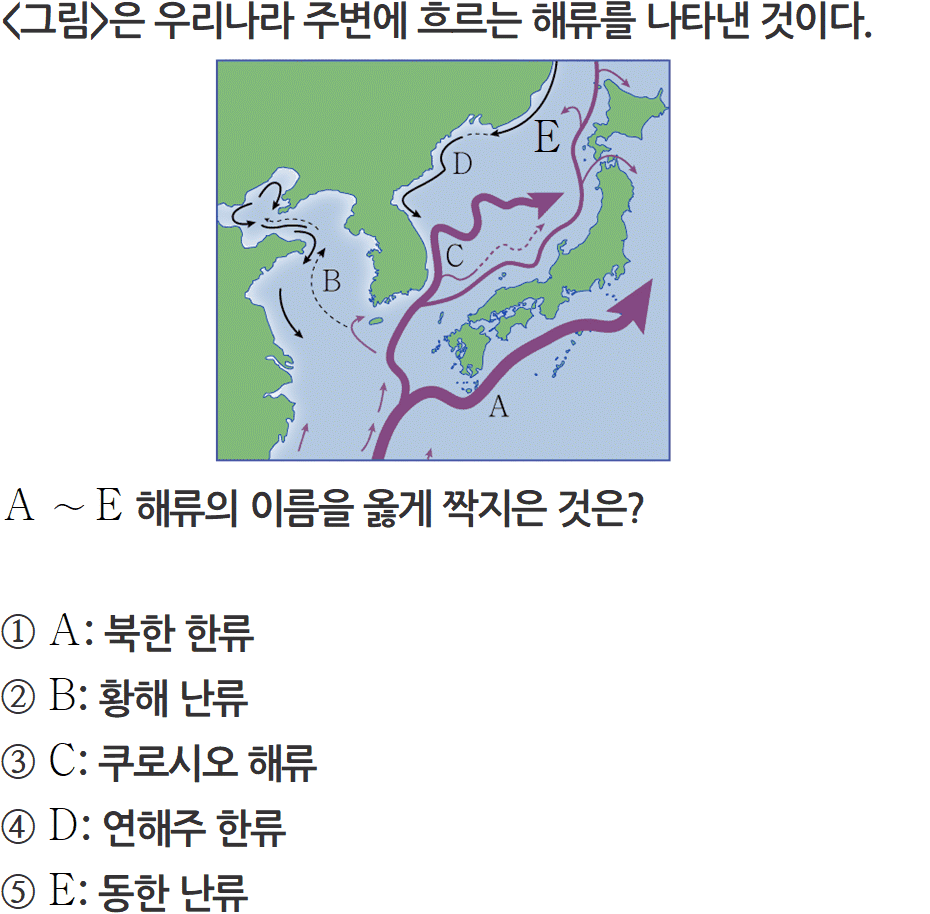 <그림>은 우리나라 주변에 흐르는 해류를 나타낸 것이다.
E
D
C
B
A
A ~ E 해류의 이름을 옳게 짝지은 것은?
① A: 북한 한류
② B: 황해 난류
③ C: 쿠로시오 해류
④ D: 연해주 한류
⑤ E: 동한 난류